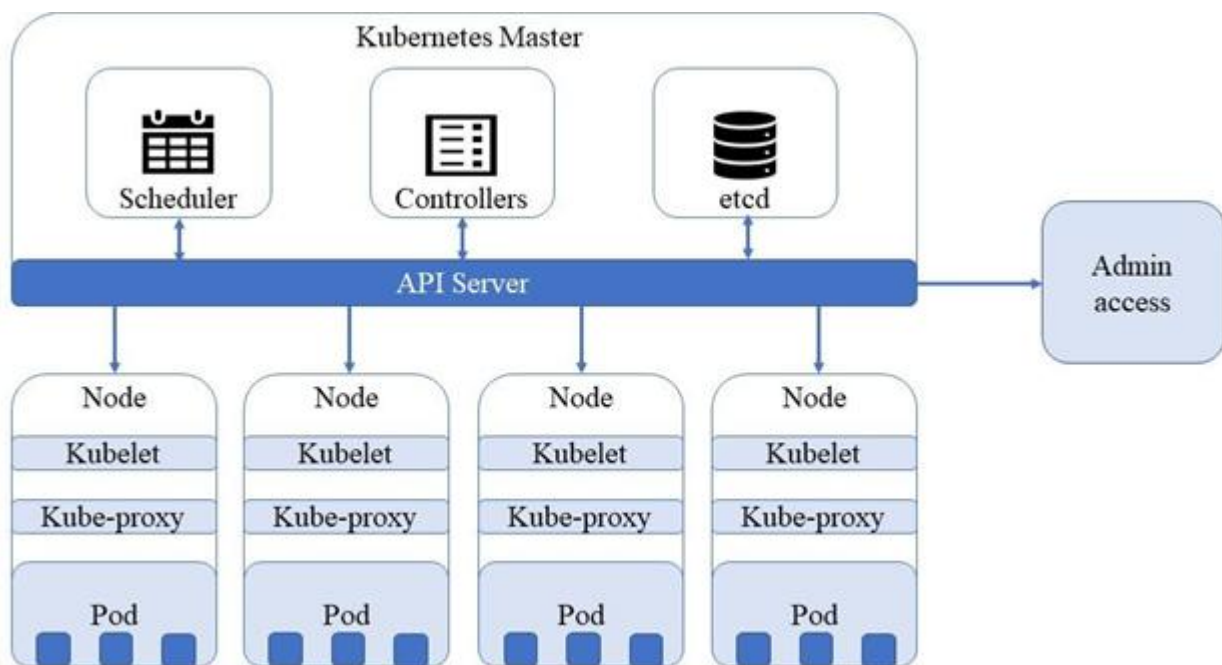 Kubernetes Master
Scheduler
Controllers
etcd
API Server
Admin
access
Node
Node
Node
Node
Kubelet
Kubelet
Kubelet
Kubelet
Kube-proxy
Kube-proxy
Kube-proxy
Kube-proxy
Pod
Pod
Pod
Pod